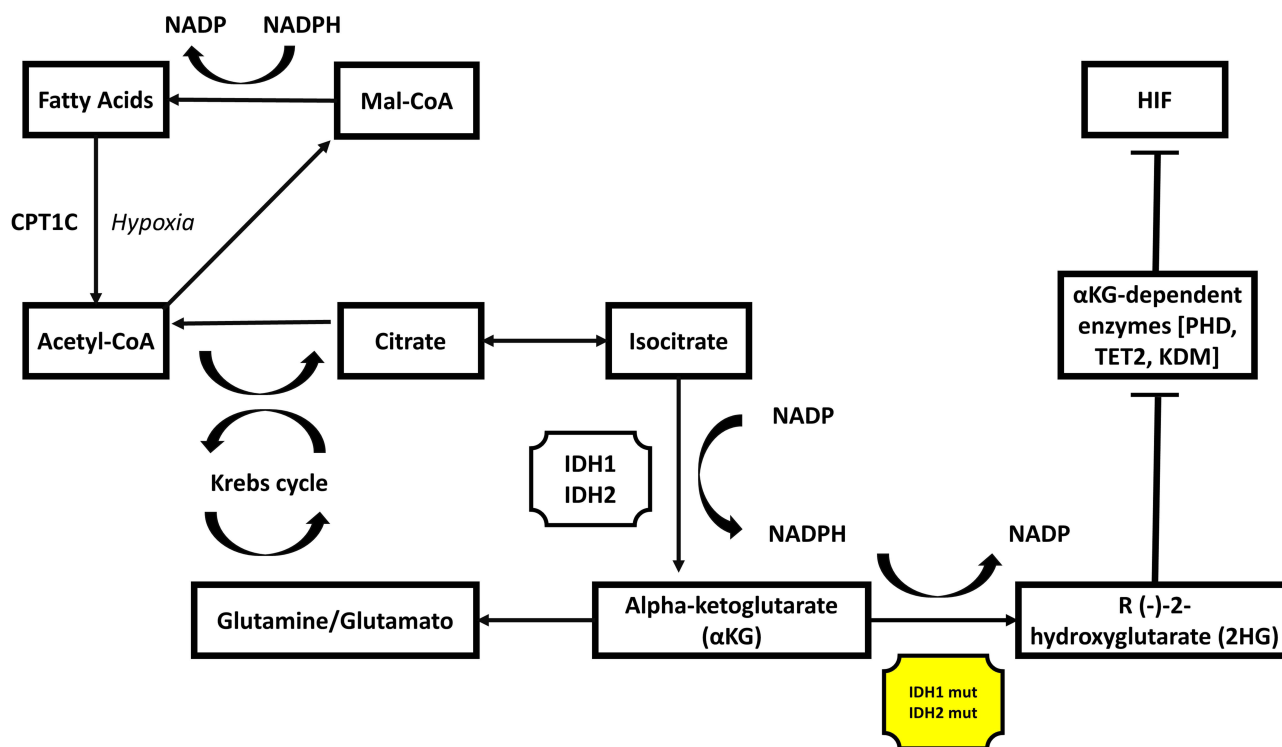 NADP
NADPH
Fatty Acids
Mal-CoA
HIF
CPT1C
Hypoxia
αKG-dependent
enzymes [PHD,
TET2, KDM]
Acetyl-CoA
Citrate
Isocitrate
NADP
IDH1
IDH2
Krebs cycle
NADPH
NADP
Glutamine/Glutamato
Alpha-ketoglutarate
(αKG)
R (-)-2-
hydroxyglutarate (2HG)
IDH1 mut
IDH2 mut